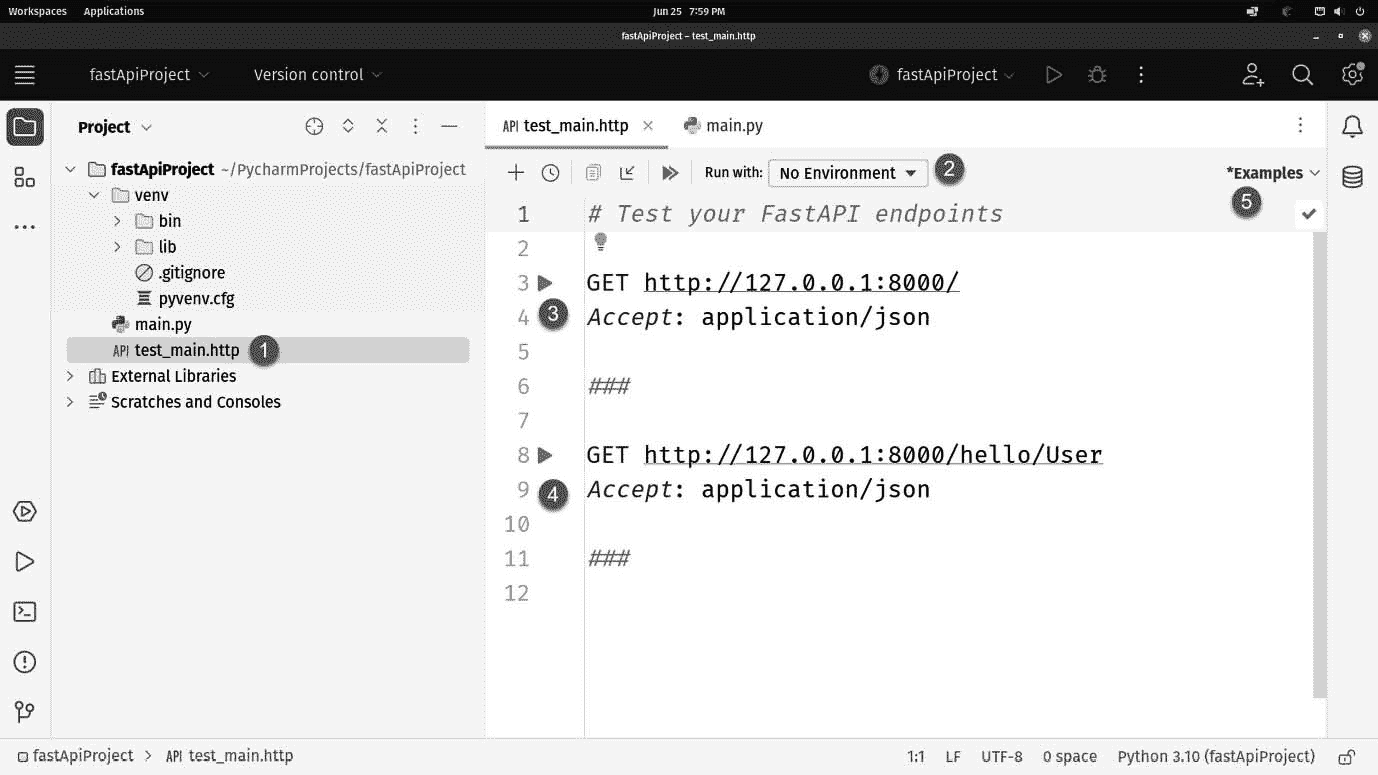 Workspaces Applications Jun 25 7:59 PM
fastApiProject – test_main.http
fastApiProject Version control fastApiProject
Project
test_main.http main.py
fastApiProject ~/PycharmProjects/fastApiProject
venv
bin
lib
.gitignore
pyvenv.cfg
main.py
API test_main.http 1
External Libraries
Scratches and Consoles
Run with: No Environment 2 *Examples
5
1 # Test your FastAPI endpoints
2
3 GET http://127.0.0.1:8000/
3
4 Accept: application/json
5
6 ###
7
8 GET http://127.0.0.1:8000/hello/User
4
9 Accept: application/json
10
11 ###
12
fastApiProject > API test_main.http 1:1 LF UTF-8 0 space Python 3.10 (fastApiProject)